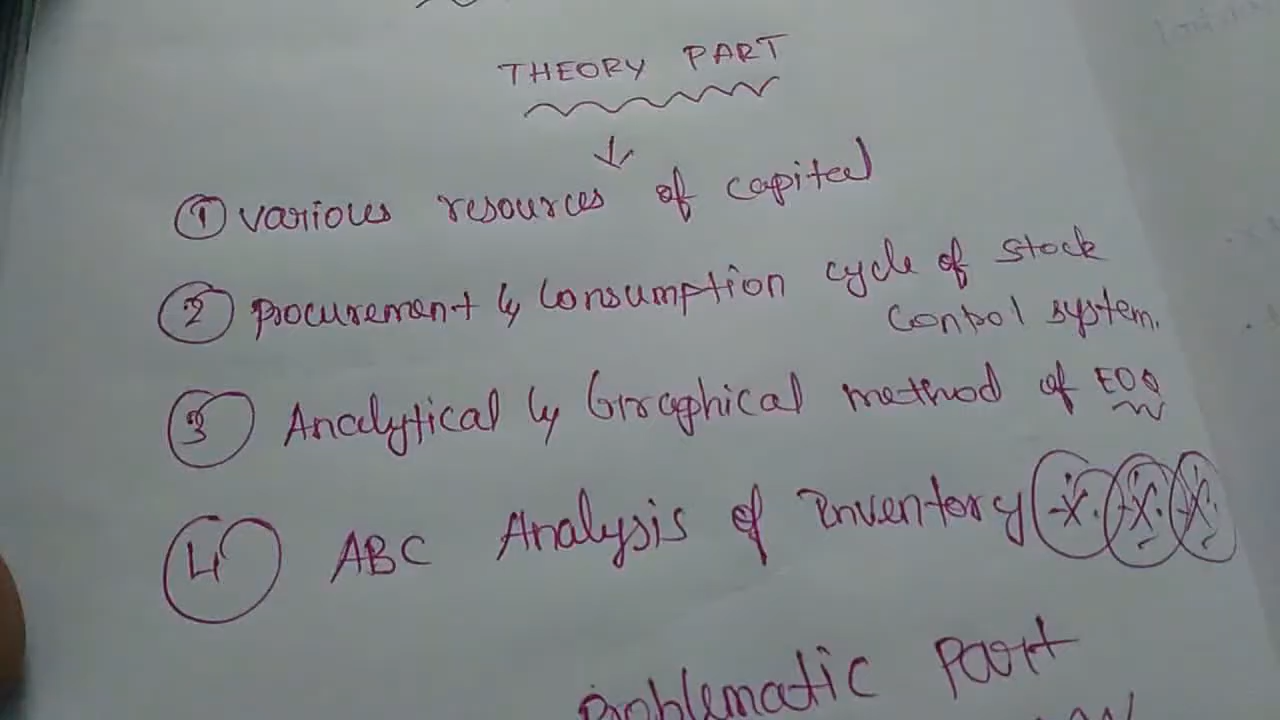 THEORY PART
① various resources of capital
② procurement & consumption cycle of stock
control system.
③ Analytical & Graphical method of EOQ
④ ABC Analysis of Inventory
Problematic Part